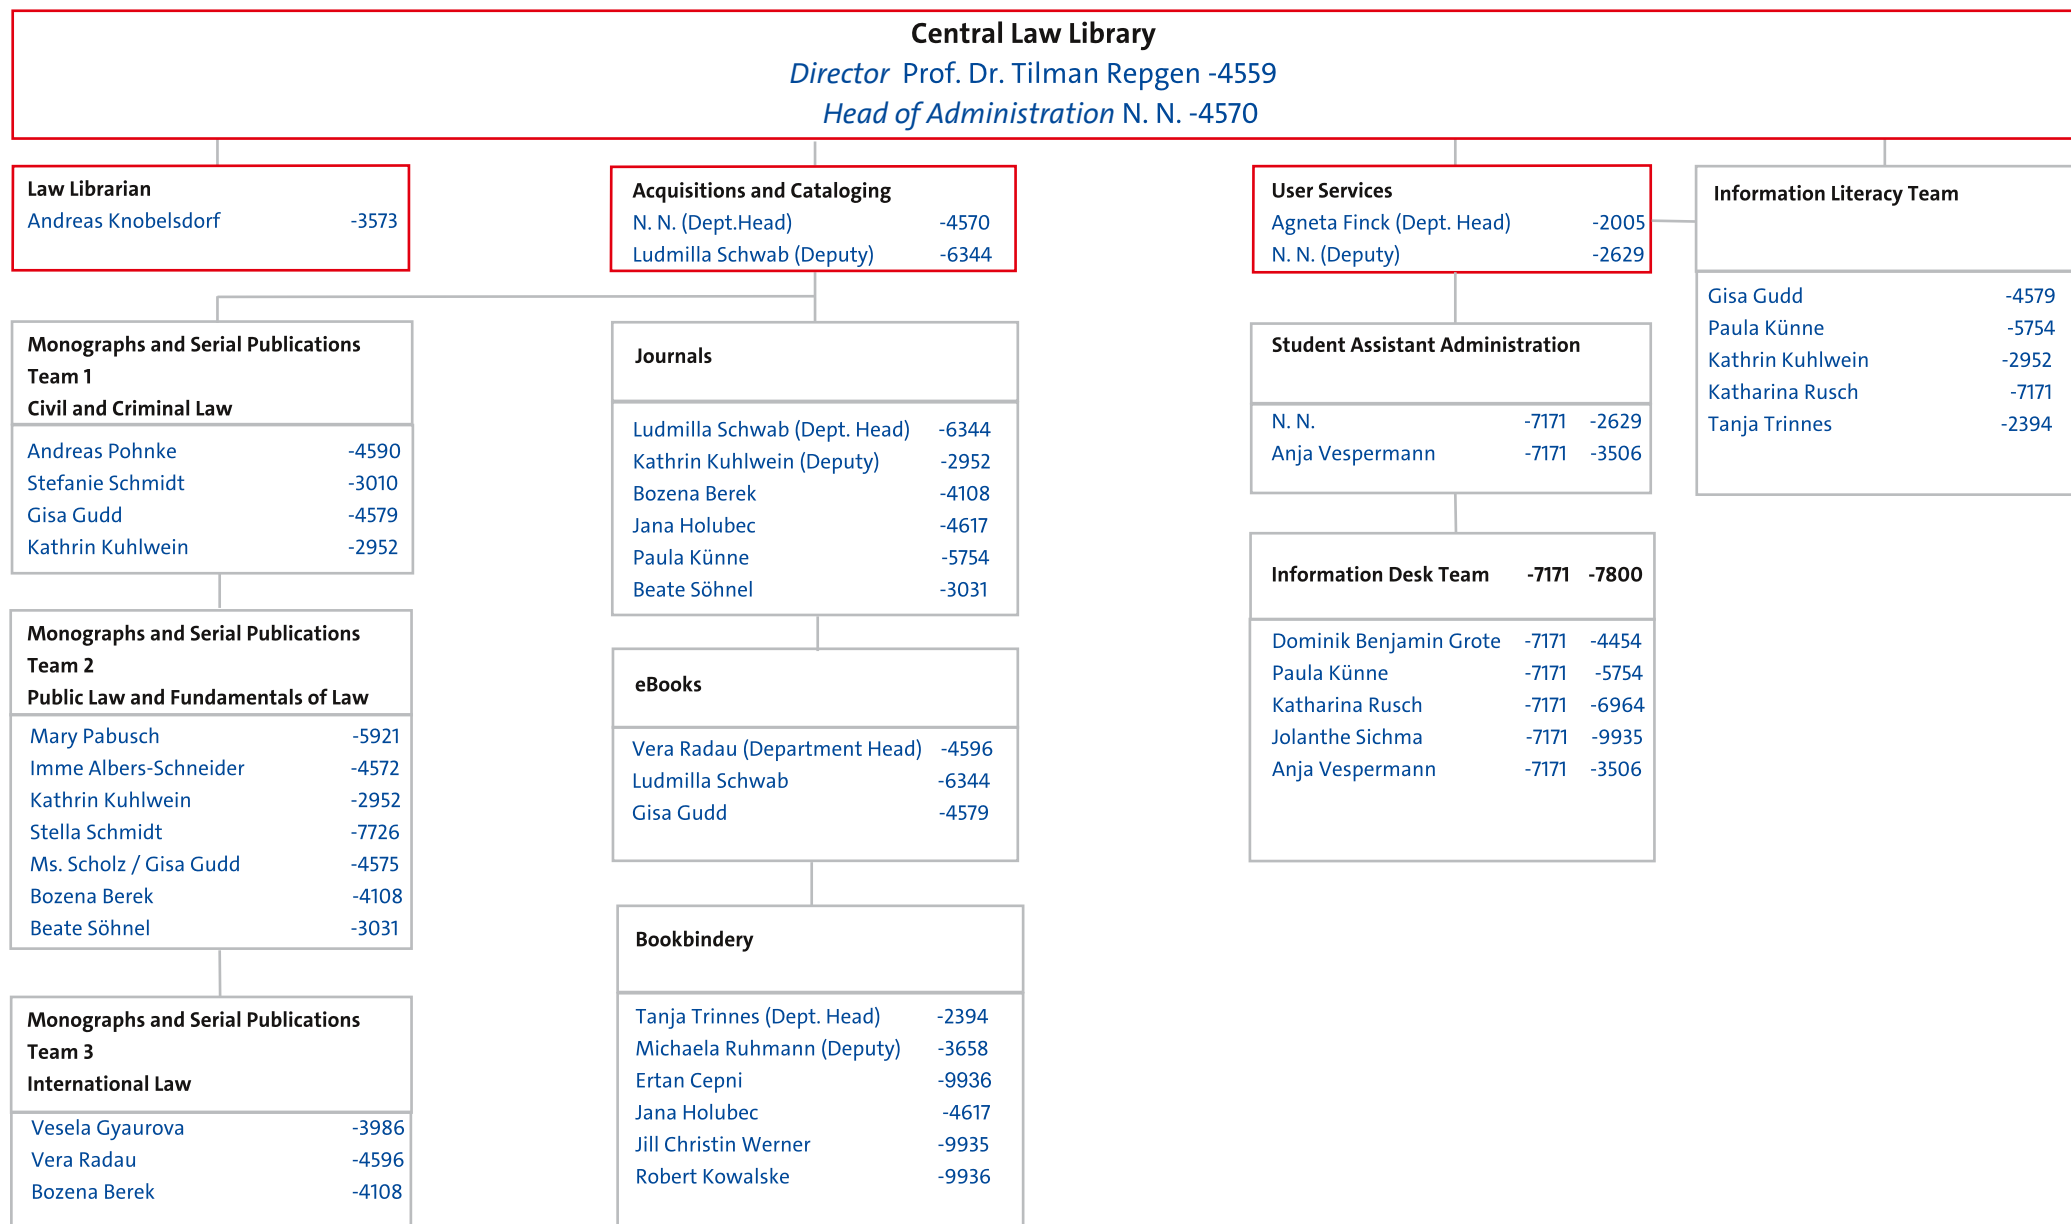 Central Law Library
Director Prof. Dr. Tilman Repgen -4559
Head of Administration N. N. -4570
Law Librarian
Andreas Knobelsdorf -3573
Acquisitions and Cataloging
N. N. (Dept.Head) -4570
Ludmilla Schwab (Deputy) -6344
User Services
Agneta Finck (Dept. Head) -2005
N. N. (Deputy) -2629
Information Literacy Team
Gisa Gudd -4579
Paula Künne -5754
Kathrin Kuhlwein -2952
Katharina Rusch -7171
Tanja Trinnes -2394
Monographs and Serial Publications
Team 1
Civil and Criminal Law
Andreas Pohnke -4590
Stefanie Schmidt -3010
Gisa Gudd -4579
Kathrin Kuhlwein -2952
Monographs and Serial Publications
Team 2
Public Law and Fundamentals of Law
Mary Pabusch -5921
Imme Albers-Schneider -4572
Kathrin Kuhlwein -2952
Stella Schmidt -7726
Ms. Scholz / Gisa Gudd -4575
Bozena Berek -4108
Beate Söhnel -3031
Monographs and Serial Publications
Team 3
International Law
Vesela Gyaurova -3986
Vera Radau -4596
Bozena Berek -4108
Journals
Ludmilla Schwab (Dept. Head) -6344
Kathrin Kuhlwein (Deputy) -2952
Bozena Berek -4108
Jana Holubec -4617
Paula Künne -5754
Beate Söhnel -3031
eBooks
Vera Radau (Department Head) -4596
Ludmilla Schwab -6344
Gisa Gudd -4579
Bookbindery
Tanja Trinnes (Dept. Head) -2394
Michaela Ruhmann (Deputy) -3658
Ertan Cepni -9936
Jana Holubec -4617
Jill Christin Werner -9935
Robert Kowalske -9936
Student Assistant Administration
N. N. -7171 -2629
Anja Vespermann -7171 -3506
Information Desk Team -7171 -7800
Dominik Benjamin Grote -7171 -4454
Paula Künne -7171 -5754
Katharina Rusch -7171 -6964
Jolanthe Sichma -7171 -9935
Anja Vespermann -7171 -3506